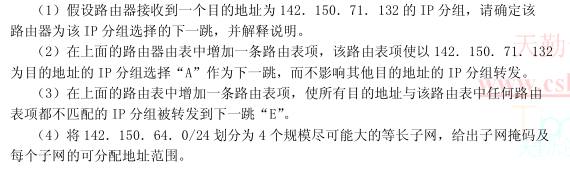 （1）假设路由器接收到一个目的地址为 142．150．71．132 的 IP 分组，请确定该
路由器为该 IP 分组选择的下一跳，并解释说明。
（2）在上面的路由器由表中增加一条路由表项，该路由表项使以 142．150．71．132
为目的地址的 IP 分组选择“A”作为下一跳，而不影响其他目的地址的 IP 分组转发。
（3）在上面的路由表中增加一条路由表项，使所有目的地址与该路由表中任何路由
表项都不匹配的 IP 分组被转发到下一跳“E”。
（4）将 142．150．64．0/24 划分为 4 个规模尽可能大的等长子网，给出子网掩码及
每个子网的可分配地址范围。
天勤
www.cs